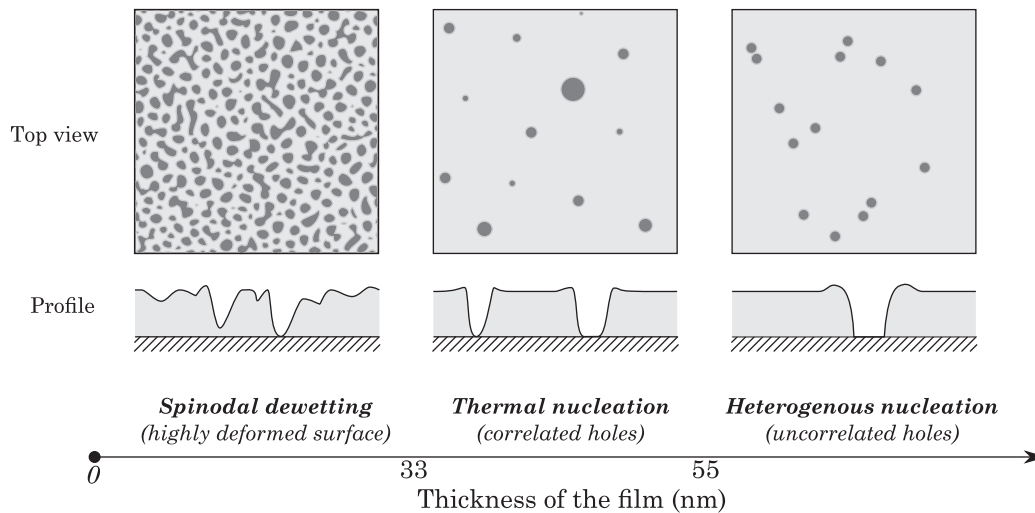 Top view
Profile
Spinodal dewetting
(highly deformed surface)
Thermal nucleation
(correlated holes)
Heterogenous nucleation
(uncorrelated holes)
0
33
55
Thickness of the film (nm)